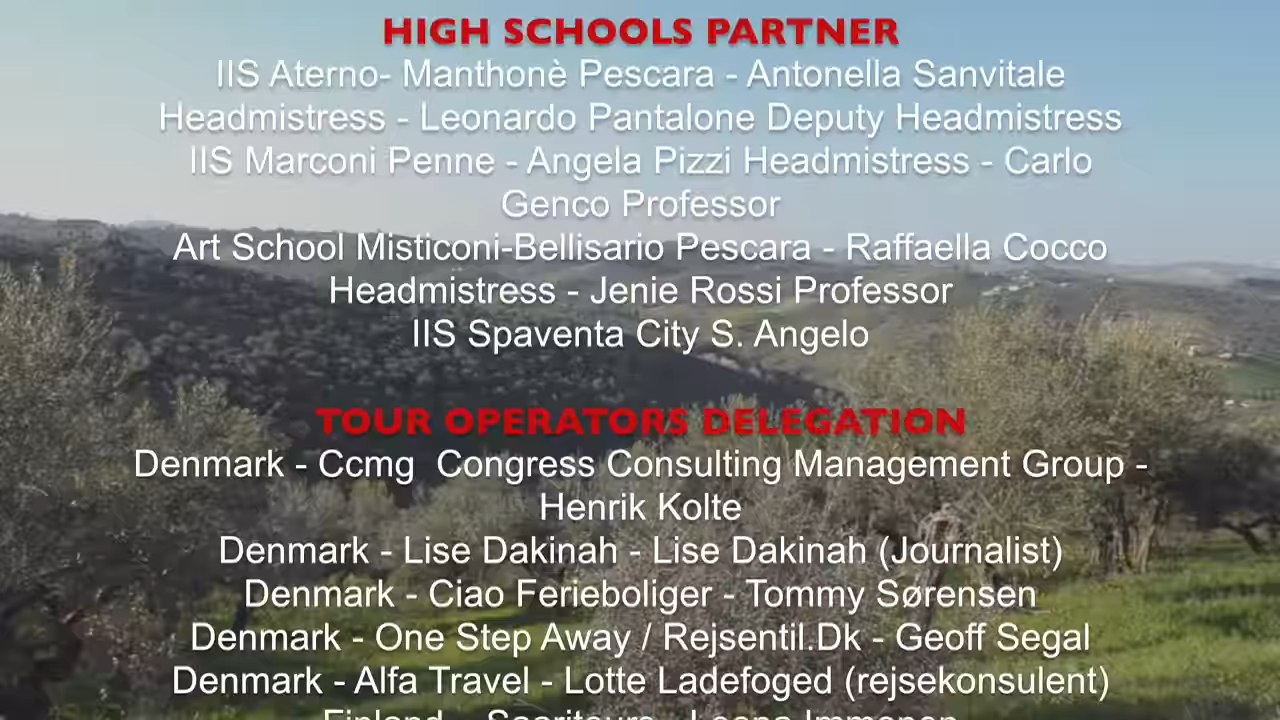 HIGH SCHOOLS PARTNER
IIS Aterno- Manthonè Pescara - Antonella Sanvitale
Headmistress - Leonardo Pantalone Deputy Headmistress
IIS Marconi Penne - Angela Pizzi Headmistress - Carlo
Genco Professor
Art School Misticoni-Bellisario Pescara - Raffaella Cocco
Headmistress - Jenie Rossi Professor
IIS Spaventa City S. Angelo
TOUR OPERATORS DELEGATION
Denmark - Ccmg  Congress Consulting Management Group -
Henrik Kolte
Denmark - Lise Dakinah - Lise Dakinah (Journalist)
Denmark - Ciao Ferieboliger - Tommy Sørensen
Denmark - One Step Away / Rejsentil.Dk - Geoff Segal
Denmark - Alfa Travel - Lotte Ladefoged (rejsekonsulent)